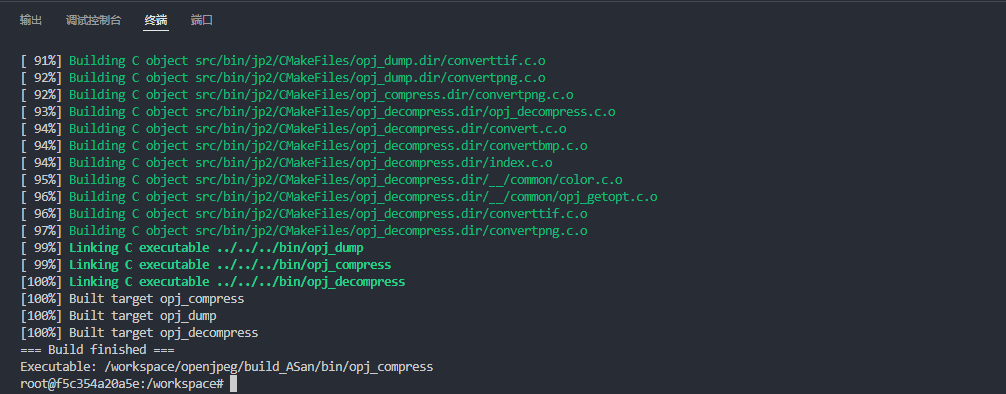 输出 调试控制台 终端 端口
[ 91%] Building C object src/bin/jp2/CMakeFiles/opj_dump.dir/converttif.c.o
[ 92%] Building C object src/bin/jp2/CMakeFiles/opj_dump.dir/convertpng.c.o
[ 92%] Building C object src/bin/jp2/CMakeFiles/opj_compress.dir/convertpng.c.o
[ 93%] Building C object src/bin/jp2/CMakeFiles/opj_decompress.dir/opj_decompress.c.o
[ 94%] Building C object src/bin/jp2/CMakeFiles/opj_decompress.dir/convert.c.o
[ 94%] Building C object src/bin/jp2/CMakeFiles/opj_decompress.dir/convertbmp.c.o
[ 94%] Building C object src/bin/jp2/CMakeFiles/opj_decompress.dir/index.c.o
[ 95%] Building C object src/bin/jp2/CMakeFiles/opj_decompress.dir/__/common/color.c.o
[ 96%] Building C object src/bin/jp2/CMakeFiles/opj_decompress.dir/__/common/opj_getopt.c.o
[ 96%] Building C object src/bin/jp2/CMakeFiles/opj_decompress.dir/converttif.c.o
[ 97%] Building C object src/bin/jp2/CMakeFiles/opj_decompress.dir/convertpng.c.o
[ 99%] Linking C executable ../../../bin/opj_dump
[ 99%] Linking C executable ../../../bin/opj_compress
[100%] Linking C executable ../../../bin/opj_decompress
[100%] Built target opj_compress
[100%] Built target opj_dump
[100%] Built target opj_decompress
=== Build finished ===
Executable: /workspace/openjpeg/build_ASan/bin/opj_compress
root@f5c354a20a5e:/workspace#